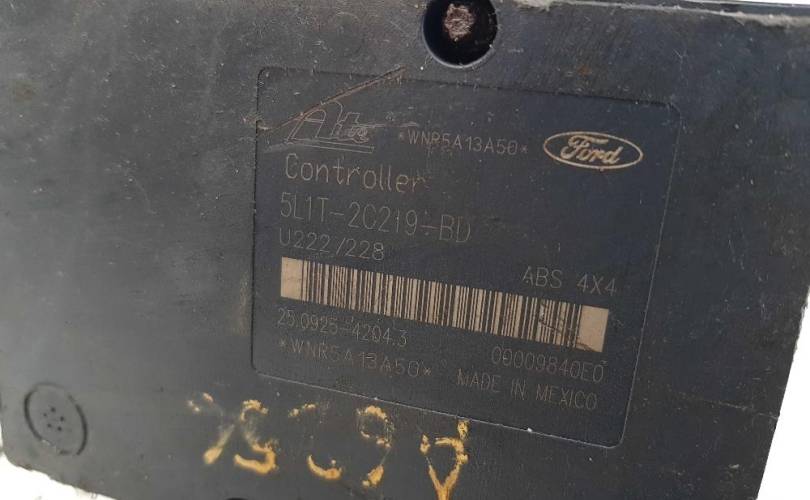 Ate *WNR5A13A50* Ford
Controller
5L1T-2C219-BD
U222/228
ABS 4X4
25.0926-4204.3 00009840E0
*WNR5A13A50* MADE IN MEXICO